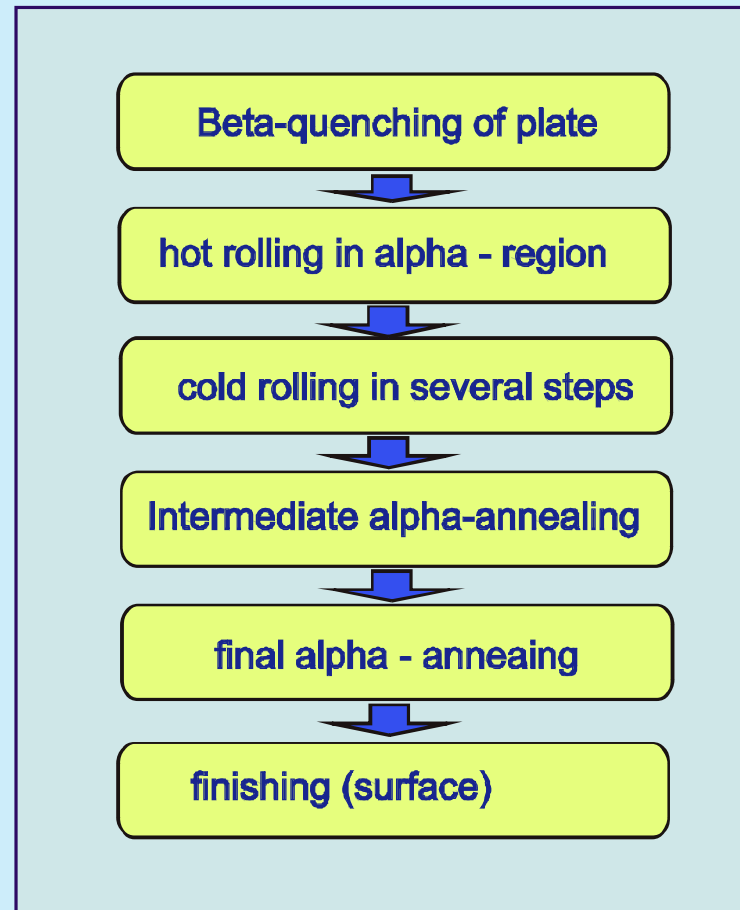 Beta-quenching of plate
hot rolling in alpha - region
cold rolling in several steps
Intermediate alpha-annealing
final alpha - anneaing
finishing (surface)